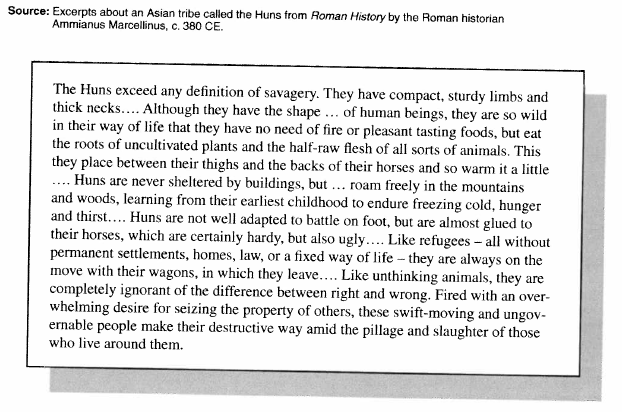 Source: Excerpts about an Asian tribe called the Huns from Roman History by the Roman historian
Ammianus Marcellinus, c. 380 CE.
The Huns exceed any definition of savagery. They have compact, sturdy limbs and
thick necks.... Although they have the shape ... of human beings, they are so wild
in their way of life that they have no need of fire or pleasant tasting foods, but eat
the roots of uncultivated plants and the half-raw flesh of all sorts of animals. This
they place between their thighs and the backs of their horses and so warm it a little
.... Huns are never sheltered by buildings, but ... roam freely in the mountains
and woods, learning from their earliest childhood to endure freezing cold, hunger
and thirst.... Huns are not well adapted to battle on foot, but are almost glued to
their horses, which are certainly hardy, but also ugly.... Like refugees – all without
permanent settlements, homes, law, or a fixed way of life – they are always on the
move with their wagons, in which they leave.... Like unthinking animals, they are
completely ignorant of the difference between right and wrong. Fired with an over-
whelming desire for seizing the property of others, these swift-moving and ungov-
ernable people make their destructive way amid the pillage and slaughter of those
who live around them.